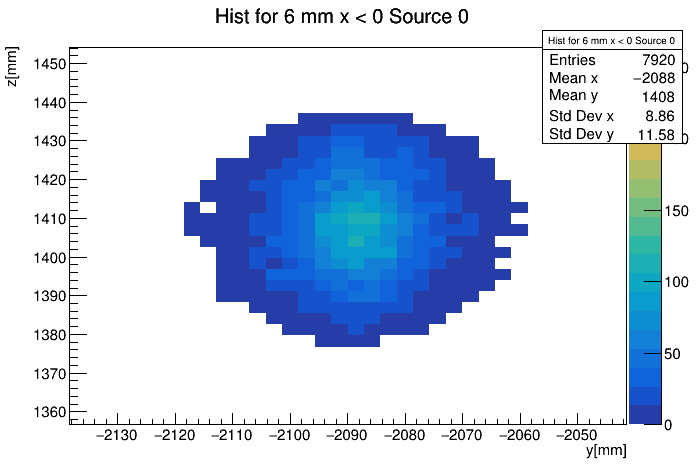 Hist for 6 mm x < 0 Source 0
z[mm]
Hist for 6 mm x < 0 Source 0
Entries 7920
Mean x −2088
Mean y 1408
Std Dev x 8.86
Std Dev y 11.58
1450
1440
1430
1420
1410
1400
1390
1380
1370
1360
−2130 −2120 −2110 −2100 −2090 −2080 −2070 −2060 −2050
y[mm]
150
100
50
0